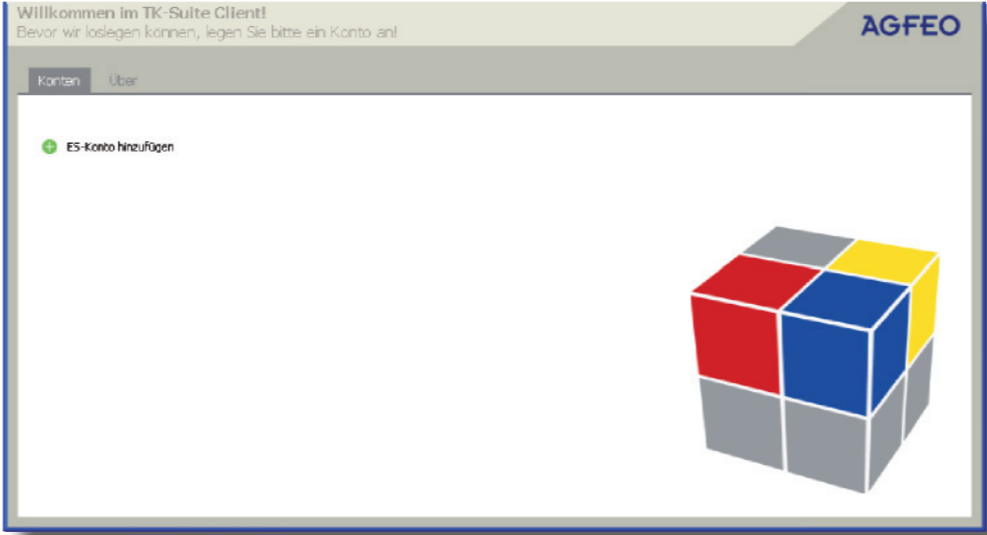 Willkommen im TK-Suite Client!
Bevor wir loslegen können, legen Sie bitte ein Konto an!
AGFEO
Konten
Über
ES-Konto hinzufügen